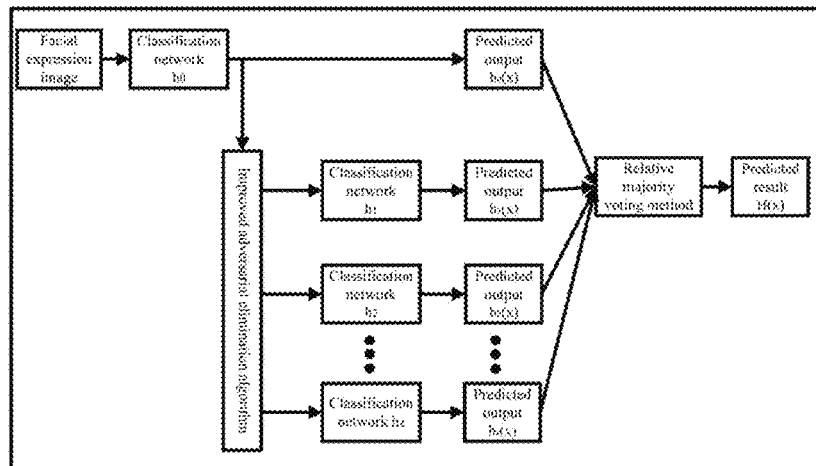 Facial
expression
image
Classification
network
h0
Predicted
output
h₀(x)
Improved adversarial elimination algorithm
Classification
network
h₁
Predicted
output
h₁(x)
Relative
majority
voting method
Predicted
result
H(x)
Classification
network
h₂
Predicted
output
h₂(x)
Classification
network
Predicted
output